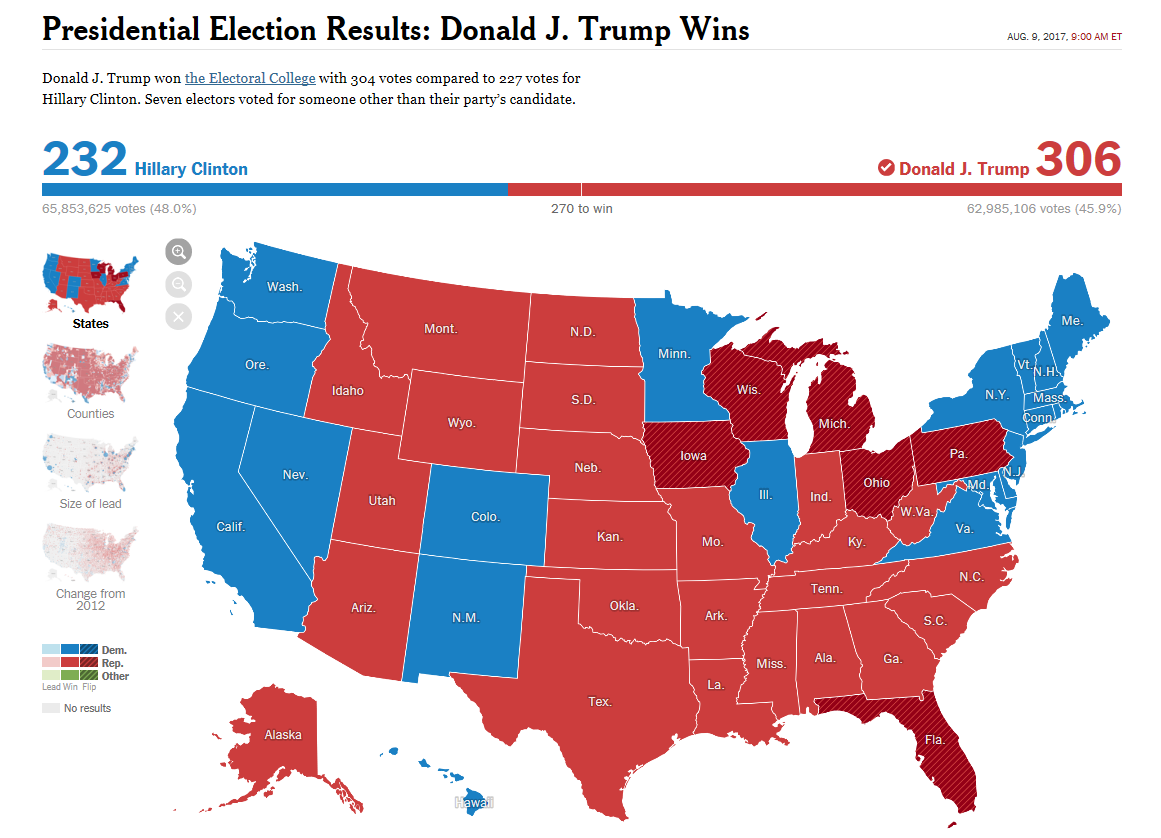 Presidential Election Results: Donald J. Trump Wins
AUG. 9, 2017, 9:00 AM ET
Donald J. Trump won the Electoral College with 304 votes compared to 227 votes for
Hillary Clinton. Seven electors voted for someone other than their party's candidate.
232 Hillary Clinton
Donald J. Trump 306
65,853,625 votes (48.0%)
270 to win
62,985,106 votes (45.9%)
States
Counties
Size of lead
Change from
2012
Dem.
Rep.
Other
Lead Win Flip
No results
Wash.
Mont.
N.D.
Minn.
Me.
Ore.
Idaho
Wyo.
S.D.
Wis.
Mich.
Vt.
N.H.
N.Y.
Mass.
Conn.
Nev.
Utah
Colo.
Neb.
Iowa
Ill.
Ind.
Ohio
Pa.
N.J.
Md.
Calif.
Kan.
Mo.
Ky.
W.Va.
Va.
Ariz.
N.M.
Okla.
Ark.
Tenn.
N.C.
S.C.
Tex.
La.
Miss.
Ala.
Ga.
Fla.
Alaska
Hawaii